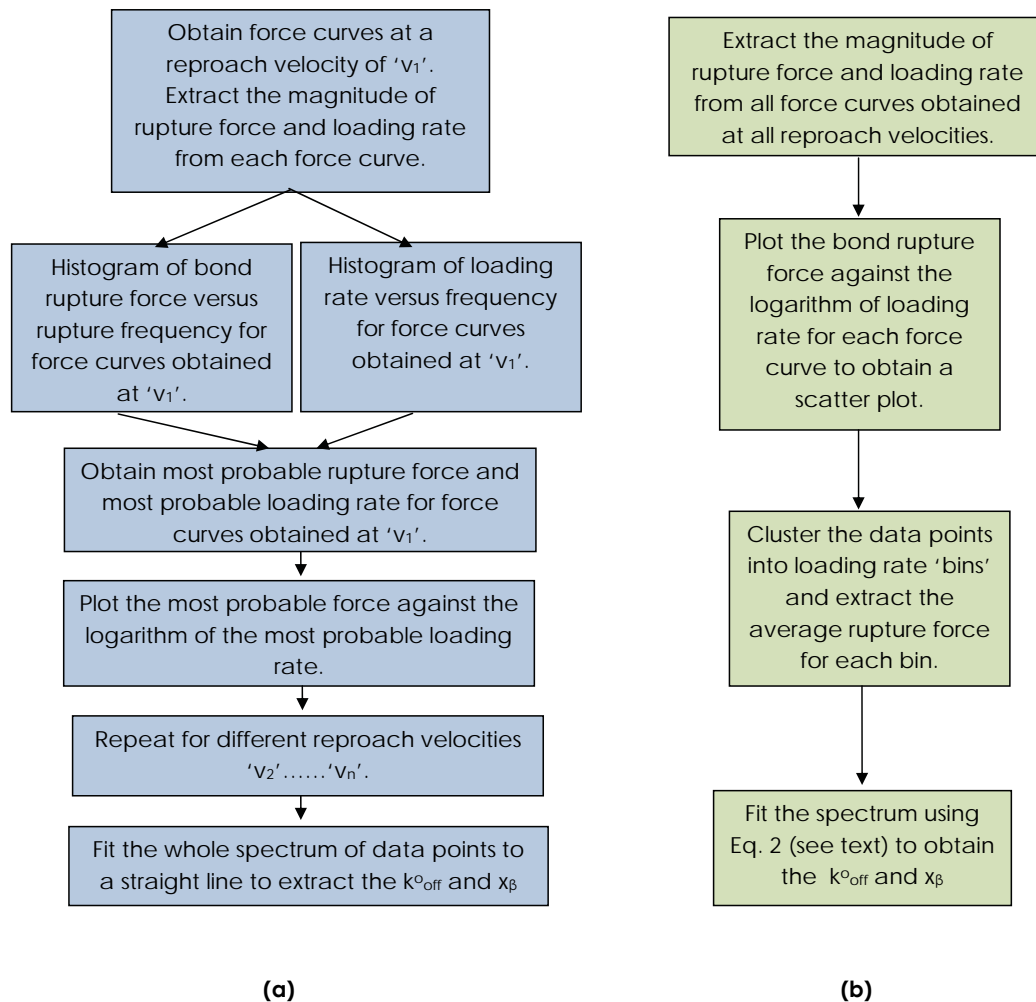 Obtain force curves at a
reproach velocity of ‘v₁’.
Extract the magnitude of
rupture force and loading rate
from each force curve.
Histogram of bond
rupture force versus
rupture frequency for
force curves obtained
at ‘v₁’.
Histogram of loading
rate versus frequency
for force curves
obtained at ‘v₁’.
Obtain most probable rupture force and
most probable loading rate for force
curves obtained at ‘v₁’.
Plot the most probable force against the
logarithm of the most probable loading
rate.
Repeat for different reproach velocities
‘v₂’……‘vₙ’.
Fit the whole spectrum of data points to
a straight line to extract the kᵒoff and xᵦ
(a)
Extract the magnitude of
rupture force and loading rate
from all force curves obtained
at all reproach velocities.
Plot the bond rupture
force against the
logarithm of loading
rate for each force
curve to obtain a
scatter plot.
Cluster the data points
into loading rate ‘bins’
and extract the
average rupture force
for each bin.
Fit the spectrum using
Eq. 2 (see text) to obtain
the kᵒoff and xᵦ
(b)